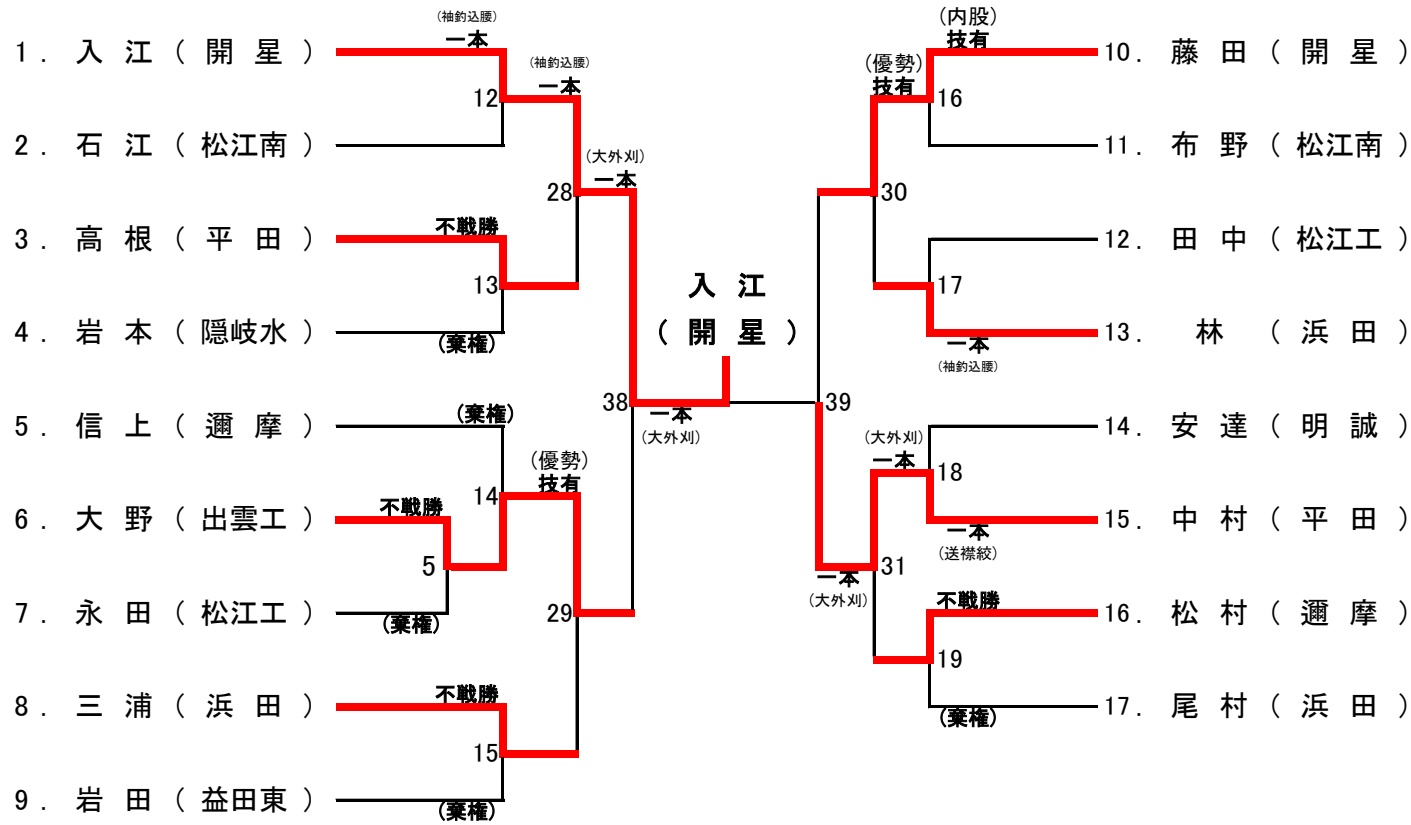 (袖釣込腰)
一本
1. 入 江 ( 開 星 )
12
2. 石 江 ( 松江南 )
(袖釣込腰)
一本
28
3. 高 根 ( 平 田 )
不戦勝
13
4. 岩 本 ( 隠岐水 )
(棄権)
(大外刈)
一本
38
5. 信 上 ( 邇 摩 )
(棄権)
14
6. 大 野 ( 出雲工 )
不戦勝
5
7. 永 田 ( 松江工 )
(棄権)
(優勢)
技有
29
8. 三 浦 ( 浜 田 )
不戦勝
15
9. 岩 田 ( 益田東 )
(棄権)
入 江
( 開 星 )
一本
(大外刈)
(内股)
技有
10. 藤 田 ( 開 星 )
16
11. 布 野 ( 松江南 )
(優勢)
技有
30
12. 田 中 ( 松江工 )
17
13. 林 ( 浜 田 )
一本
(袖釣込腰)
39
14. 安 達 ( 明 誠 )
18
15. 中 村 ( 平 田 )
一本
(送襟絞)
(大外刈)
一本
31
一本
(大外刈)
不戦勝
16. 松 村 ( 邇 摩 )
19
17. 尾 村 ( 浜 田 )
(棄権)